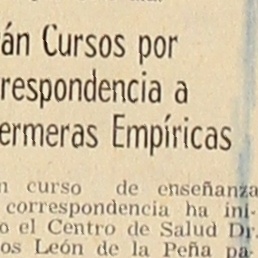 án Cursos por
respondencia a
ermeras Empíricas
n curso de enseñanza
correspondencia ha ini-
o el Centro de Salud Dr.
os León de la Peña pa-